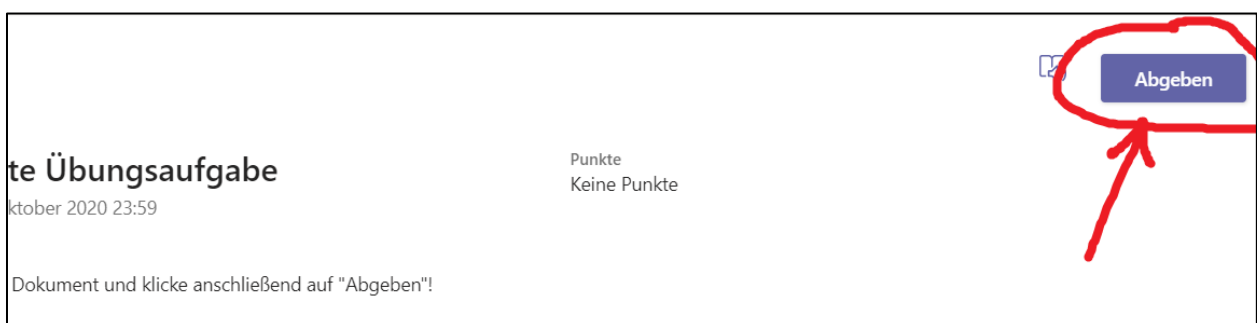 Abgeben
te Übungsaufgabe
ktober 2020 23:59
Punkte
Keine Punkte
Dokument und klicke anschließend auf "Abgeben"!